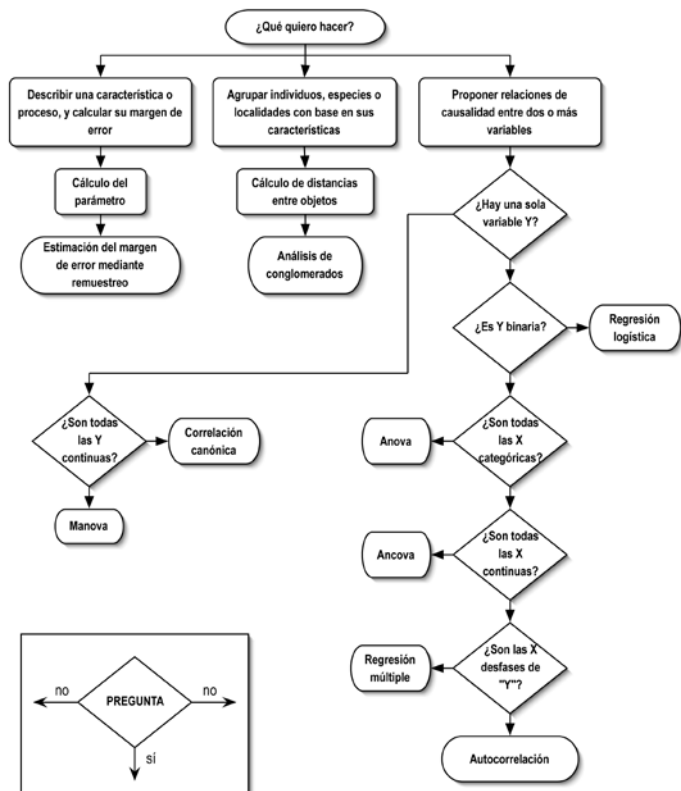 ¿Qué quiero hacer?
Describir una característica o
proceso, y calcular su margen de
error
Agrupar individuos, especies o
localidades con base en sus
características
Proponer relaciones de
causalidad entre dos o más
variables
Cálculo del
parámetro
Cálculo de distancias
entre objetos
¿Hay una sola
variable Y?
Estimación del margen
de error mediante
remuestreo
Análisis de
conglomerados
¿Es Y binaria?
Regresión
logística
¿Son todas
las Y
continuas?
Correlación
canónica
Anova
¿Son todas
las X
categóricas?
Manova
Ancova
¿Son todas
las X
continuas?
Regresión
múltiple
¿Son las X
desfases de
"Y"?
Autocorrelación
no
PREGUNTA
no
sí